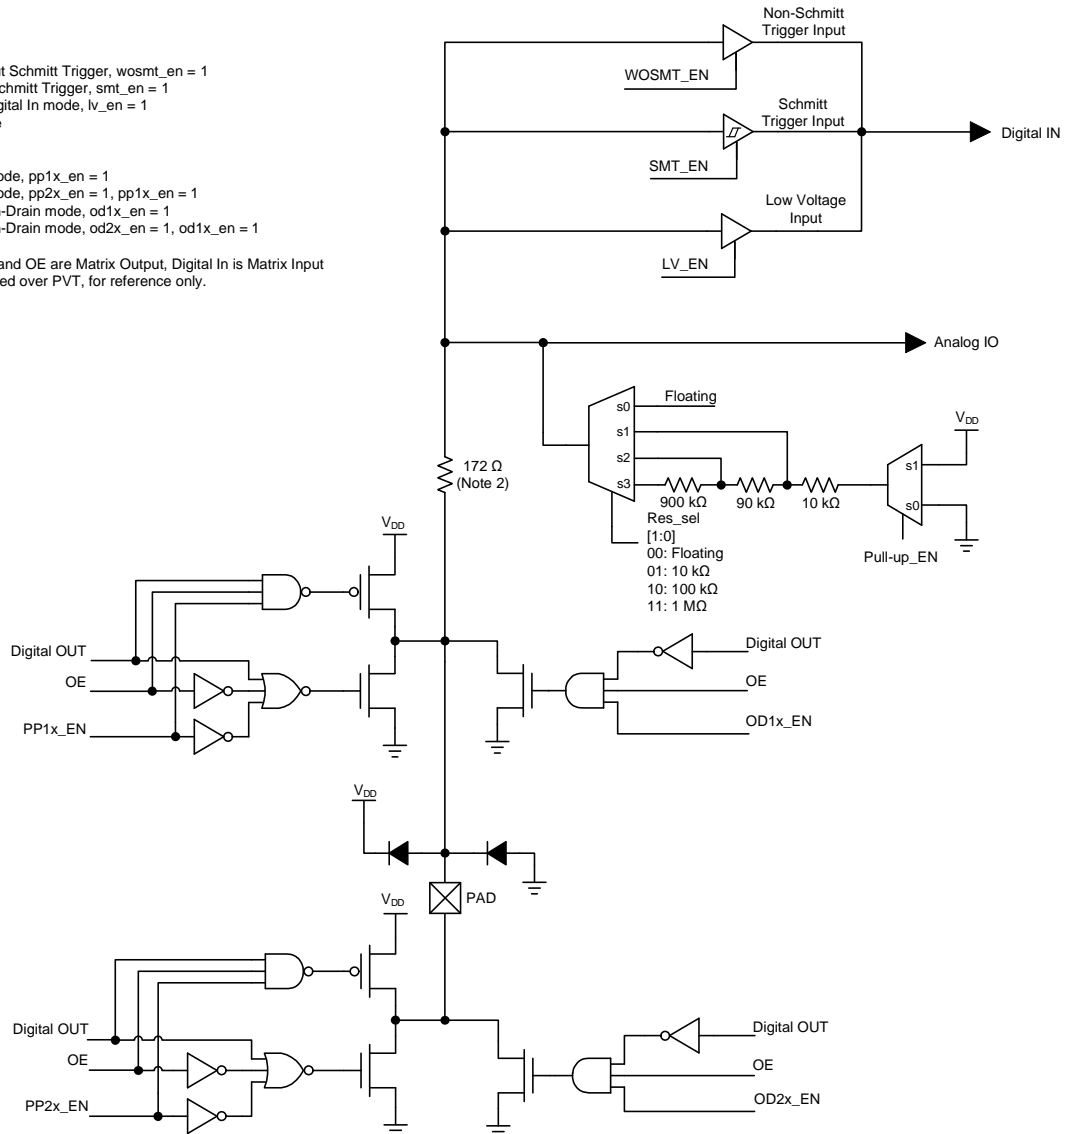 t Schmitt Trigger, wosmt_en = 1
chmitt Trigger, smt_en = 1
gital In mode, lv_en = 1
e
ode, pp1x_en = 1
ode, pp2x_en = 1, pp1x_en = 1
n-Drain mode, od1x_en = 1
n-Drain mode, od2x_en = 1, od1x_en = 1
and OE are Matrix Output, Digital In is Matrix Input
ed over PVT, for reference only.
Non-Schmitt
Trigger Input
WOSMT_EN
Schmitt
Trigger Input
Digital IN
SMT_EN
Low Voltage
Input
LV_EN
Analog IO
s0
Floating
s1
s2
s3
900 kΩ
90 kΩ
10 kΩ
VDD
s1
s0
Pull-up_EN
172 Ω
(Note 2)
Res_sel
[1:0]
00: Floating
01: 10 kΩ
10: 100 kΩ
11: 1 MΩ
VDD
Digital OUT
OE
PP1x_EN
Digital OUT
OE
OD1x_EN
VDD
PAD
VDD
Digital OUT
OE
PP2x_EN
Digital OUT
OE
OD2x_EN